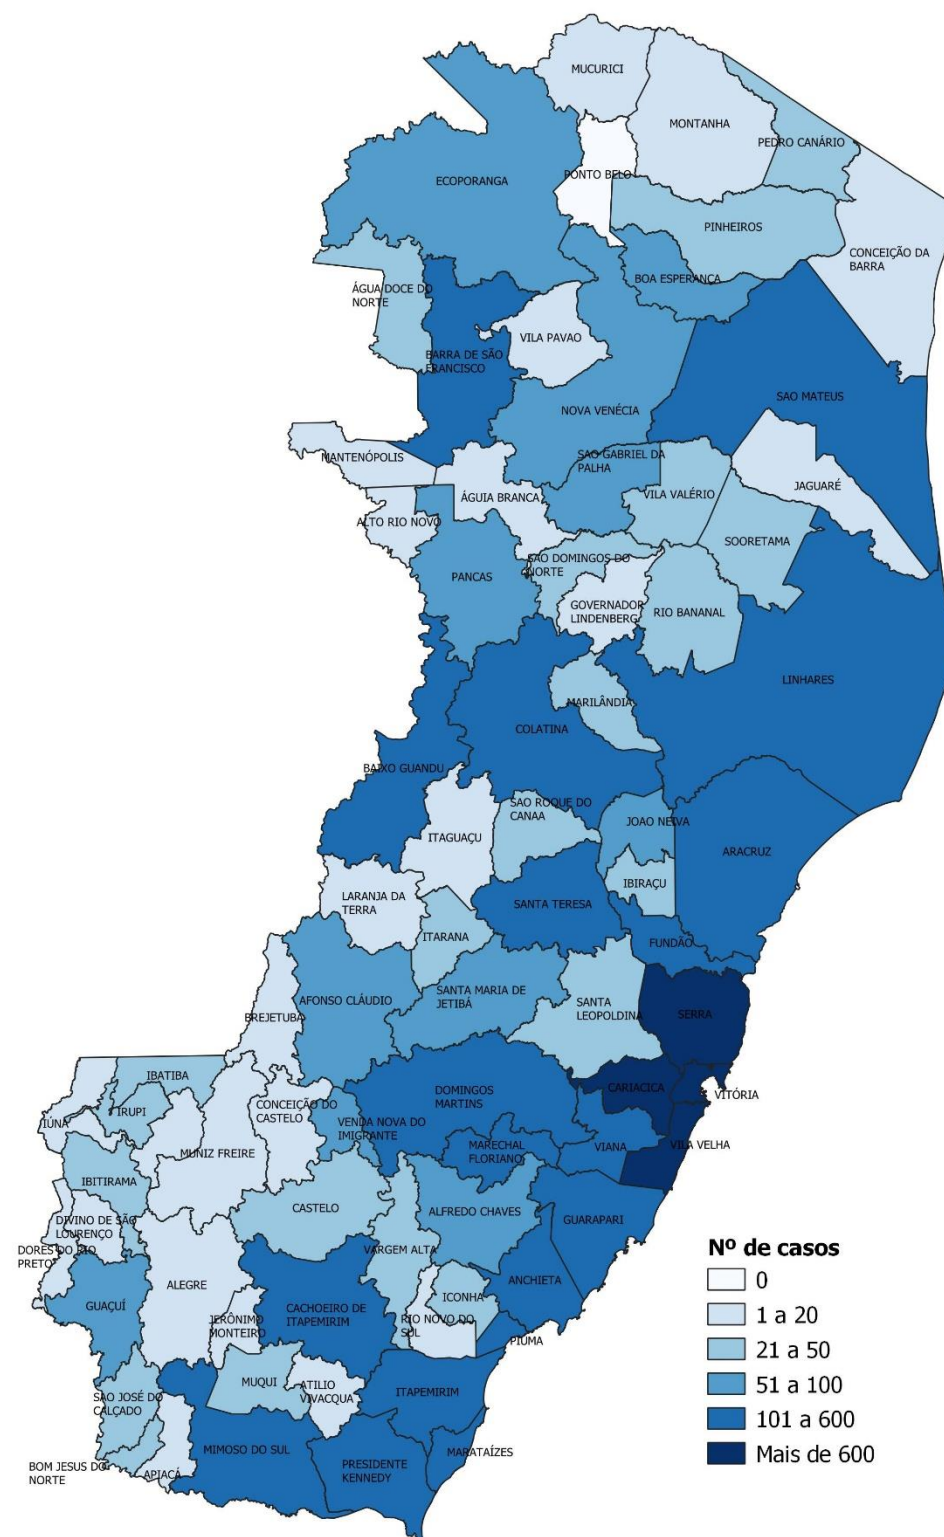 MUCURICI
MONTANHA
PEDRO CANÁRIO
PONTO BELO
ECOPORANGA
PINHEIROS
CONCEIÇÃO DA
BARRA
BOA ESPERANÇA
ÁGUA DOCE DO
NORTE
VILA PAVAO
BARRA DE SÃO
FRANCISCO
SAO MATEUS
NOVA VENÉCIA
MANTENÓPOLIS
SAO GABRIEL DA
PALHA
JAGUARÉ
ÁGUIA BRANCA
VILA VALÉRIO
ALTO RIO NOVO
SOORETAMA
SAO DOMINGOS DO
NORTE
PANCAS
GOVERNADOR
LINDENBERG
RIO BANANAL
LINHARES
MARILÂNDIA
COLATINA
BAIXO GUANDU
SAO ROQUE DO
CANAA
JOAO NEIVA
ITAGUAÇU
ARACRUZ
IBIRAÇU
LARANJA DA
TERRA
SANTA TERESA
ITARANA
FUNDÃO
SANTA MARIA DE
JETIBÁ
AFONSO CLÁUDIO
SANTA
LEOPOLDINA
SERRA
BREJETUBA
IBATIBA
CARIACICA
DOMINGOS
MARTINS
VITÓRIA
CONCEIÇÃO DO
CASTELO
IRUPI
IÚNA
VENDA NOVA DO
IMIGRANTE
MARECHAL
FLORIANO
VIANA
VILA VELHA
MUNIZ FREIRE
IBITIRAMA
CASTELO
ALFREDO CHAVES
GUARAPARI
DIVINO DE SÃO
LOURENÇO
DORES DO RIO
PRETO
VARGEM ALTA
ANCHIETA
ALEGRE
ICONHA
GUAÇUÍ
CACHOEIRO DE
ITAPEMIRIM
JERÔNIMO
MONTEIRO
RIO NOVO DO
SUL
PIUMA
MUQUI
ATILIO
VIVACQUA
ITAPEMIRIM
SAO JOSÉ DO
CALÇADO
MIMOSO DO SUL
MARATAÍZES
BOM JESUS DO
NORTE
APIACÁ
PRESIDENTE
KENNEDY
Nº de casos
0
1 a 20
21 a 50
51 a 100
101 a 600
Mais de 600